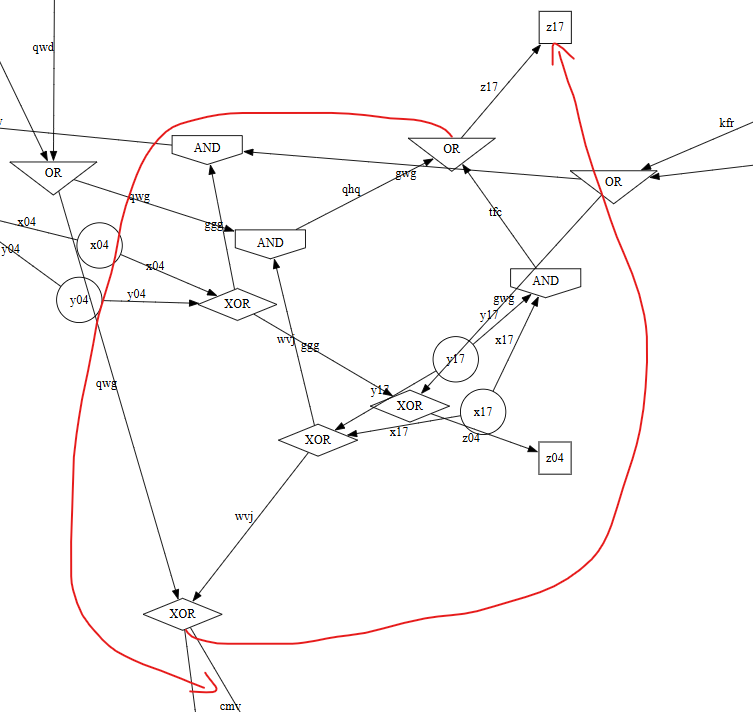 z17
qwd
z17
kfr
AND
OR
OR
gwg
OR
qhq
qwg
tfc
x04
ggg
AND
x04
y04
x04
AND
y04
y04
XOR
gwg
y17
wvj
ggg
x17
y17
qwg
y17
XOR
x17
x17
z04
XOR
z04
wvj
XOR
cmv